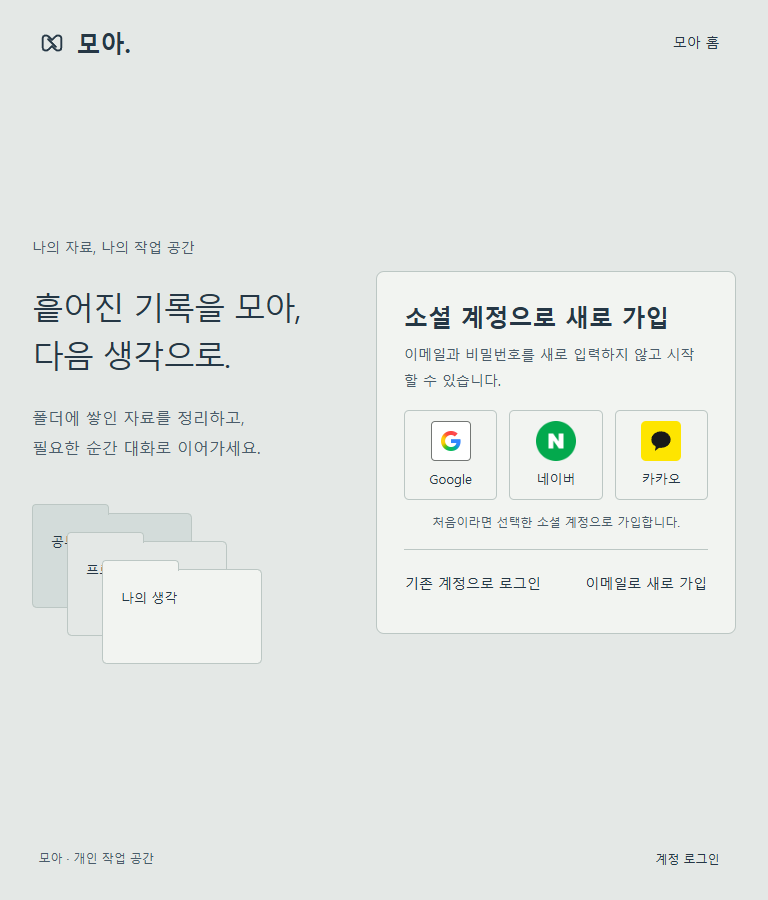 모아.
모아 홈
나의 자료, 나의 작업 공간
흩어진 기록을 모아,
다음 생각으로.
폴더에 쌓인 자료를 정리하고,
필요한 순간 대화로 이어가세요.
나의 생각
소셜 계정으로 새로 가입
이메일과 비밀번호를 새로 입력하지 않고 시작
할 수 있습니다.
Google
네이버
카카오
처음이라면 선택한 소셜 계정으로 가입합니다.
기존 계정으로 로그인
이메일로 새로 가입
모아 · 개인 작업 공간
계정 로그인